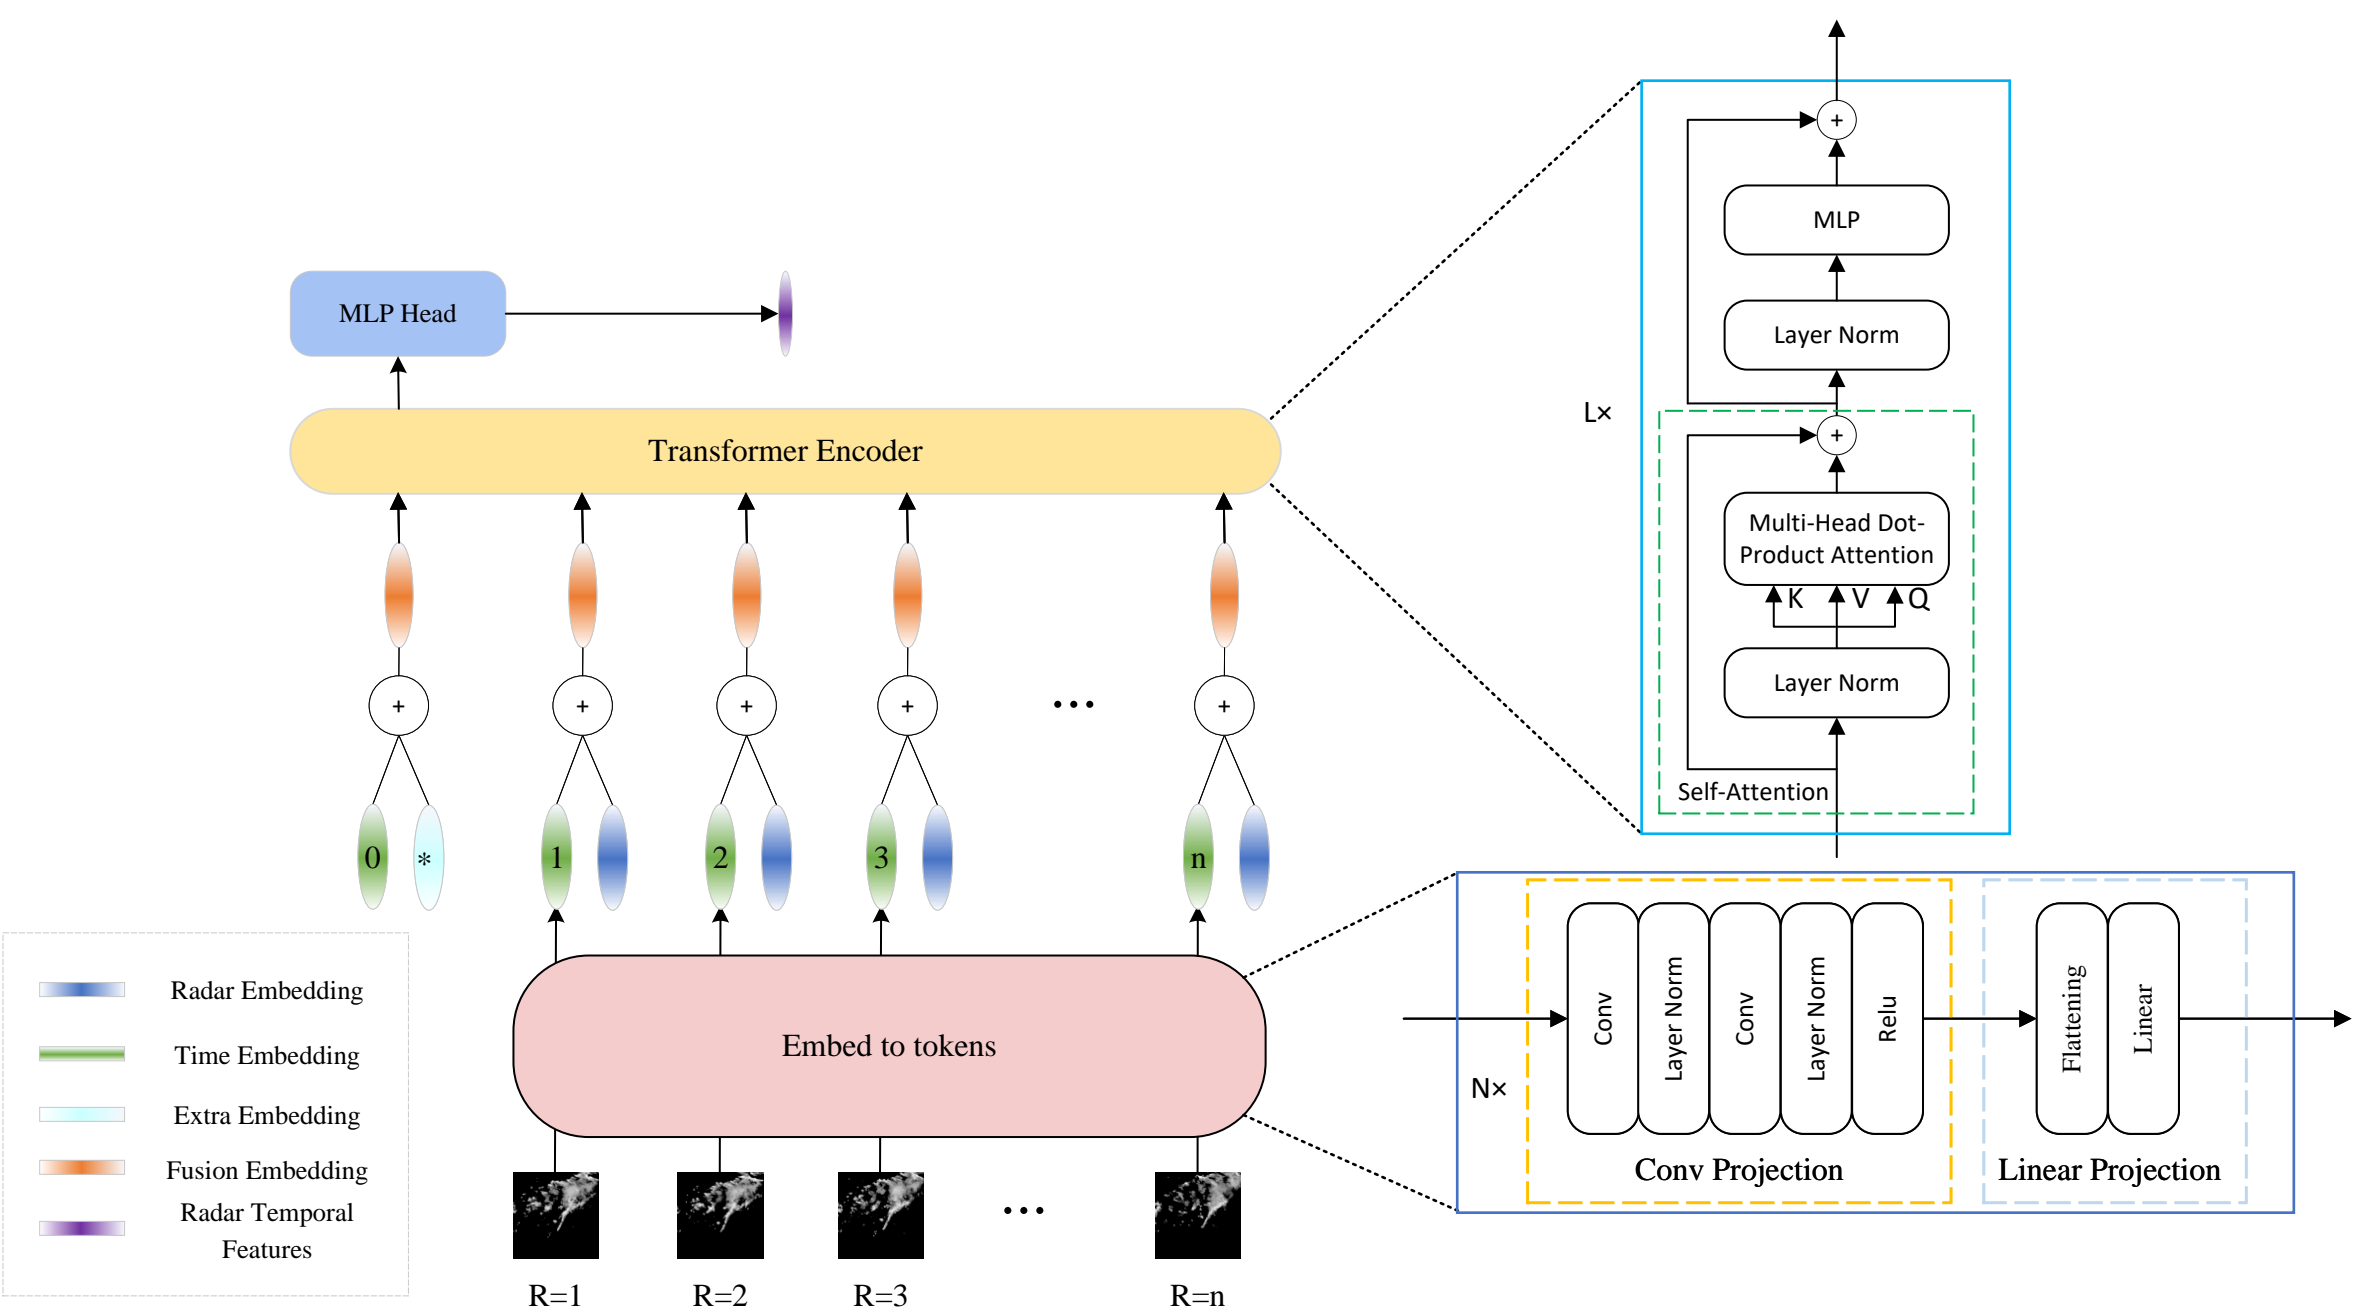 MLP Head
Transformer Encoder
+
+
+
+
...
+
0
*
1
2
3
n
Embed to tokens
...
R=1
R=2
R=3
R=n
Radar Embedding
Time Embedding
Extra Embedding
Fusion Embedding
Radar Temporal
Features
L×
+
MLP
Layer Norm
+
Multi-Head Dot-
Product Attention
K
V
Q
Layer Norm
Self-Attention
N×
Conv
Layer Norm
Conv
Layer Norm
Relu
Conv Projection
Flattening
Linear
Linear Projection